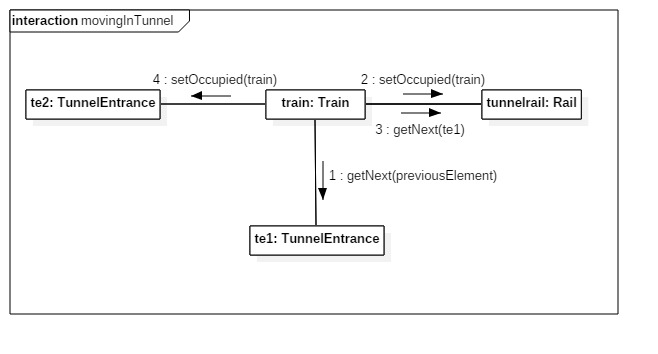 interaction movingInTunnel
4 : setOccupied(train)
2 : setOccupied(train)
te2: TunnelEntrance
train: Train
tunnelrail: Rail
3 : getNext(te1)
1 : getNext(previousElement)
te1: TunnelEntrance